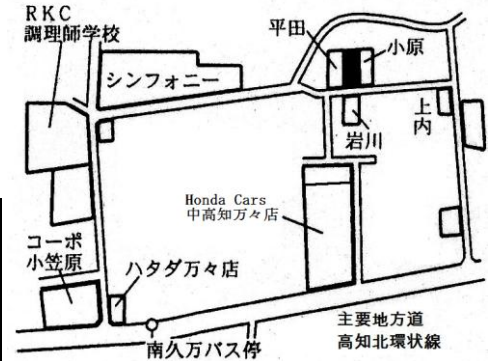 RKC
調理師学校
シンフォニー
平田
小原
岩川
上内
Honda Cars
中高知万々店
コーポ
小笠原
ハタダ万々店
南久万バス停
主要地方道
高知北環状線